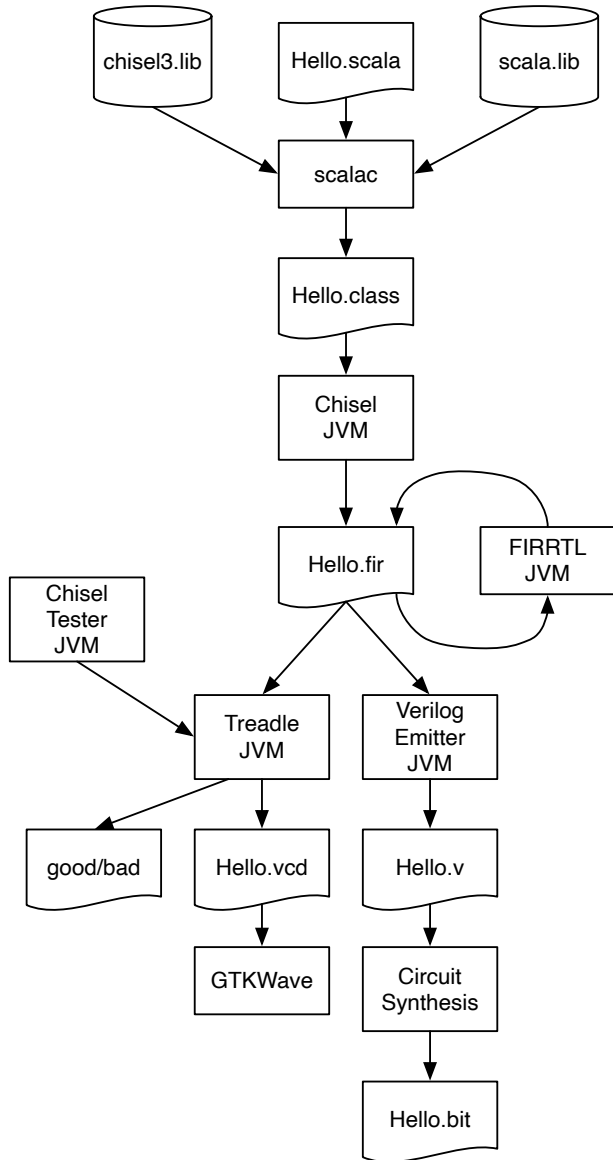 chisel3.lib
Hello.scala
scala.lib
scalac
Hello.class
Chisel
JVM
Hello.fir
FIRRTL
JVM
Chisel
Tester
JVM
Treadle
JVM
Verilog
Emitter
JVM
good/bad
Hello.vcd
Hello.v
GTKWave
Circuit
Synthesis
Hello.bit